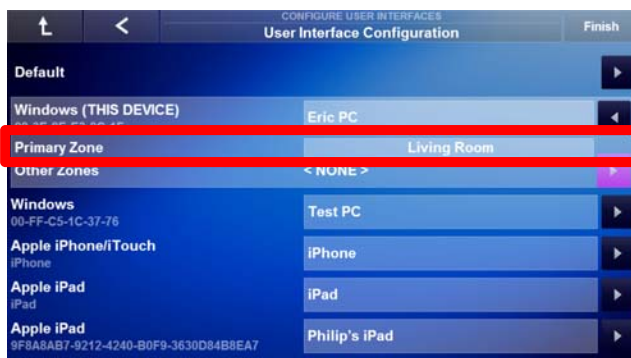 CONFIGURE USER INTERFACES
User Interface Configuration
Finish
Default
Windows (THIS DEVICE)
Eric PC
Primary Zone
Living Room
Other Zones
< NONE >
Windows
00-FF-C5-1C-37-76
Test PC
Apple iPhone/iTouch
iPhone
iPhone
Apple iPad
iPad
iPad
Apple iPad
9F8A8AB7-9212-4240-B0F9-3630D84B8EA7
Philip's iPad